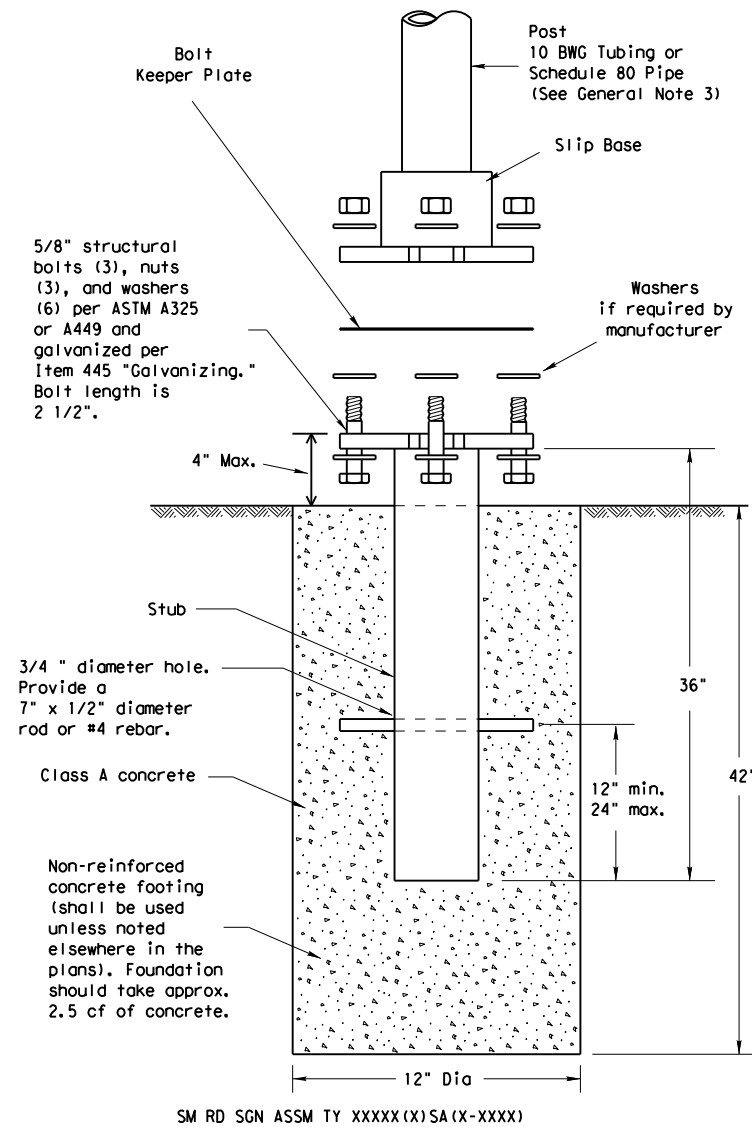 Bolt
Keeper Plate
Post
10 BWG Tubing or
Schedule 80 Pipe
(See General Note 3)
Slip Base
5/8" structural
bolts (3), nuts
(3), and washers
(6) per ASTM A325
or A449 and
galvanized per
Item 445 "Galvanizing."
Bolt length is
2 1/2".
Washers
if required by
manufacturer
4" Max.
Stub
3/4 " diameter hole.
Provide a
7" x 1/2" diameter
rod or #4 rebar.
36"
Class A concrete
12" min.
24" max.
42"
Non-reinforced
concrete footing
(shall be used
unless noted
elsewhere in the
plans). Foundation
should take approx.
2.5 cf of concrete.
12" Dia
SM RD SGN ASSM TY XXXXX(X)SA(X-XXXX)